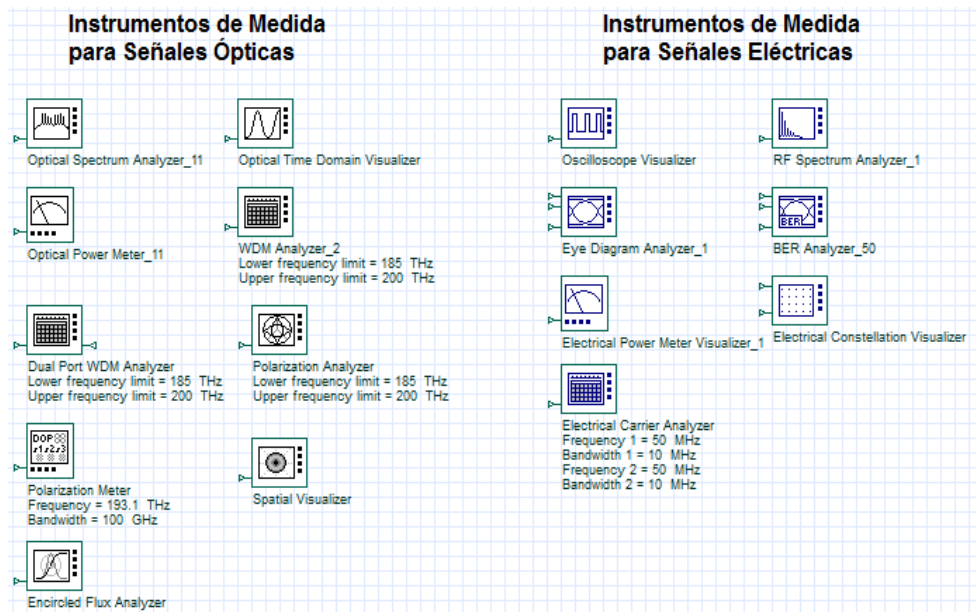 Instrumentos de Medida
para Señales Ópticas
Optical Spectrum Analyzer_11
Optical Time Domain Visualizer
Optical Power Meter_11
WDM Analyzer_2
Lower frequency limit = 185 THz
Upper frequency limit = 200 THz
Dual Port WDM Analyzer
Lower frequency limit = 185 THz
Upper frequency limit = 200 THz
Polarization Analyzer
Lower frequency limit = 185 THz
Upper frequency limit = 200 THz
DOP
s1s2s3
Polarization Meter
Frequency = 193.1 THz
Bandwidth = 100 GHz
Spatial Visualizer
Encircled Flux Analyzer
Instrumentos de Medida
para Señales Eléctricas
Oscilloscope Visualizer
RF Spectrum Analyzer_1
Eye Diagram Analyzer_1
BER
BER Analyzer_50
Electrical Power Meter Visualizer_1
Electrical Constellation Visualizer
Electrical Carrier Analyzer
Frequency 1 = 50 MHz
Bandwidth 1 = 10 MHz
Frequency 2 = 50 MHz
Bandwidth 2 = 10 MHz